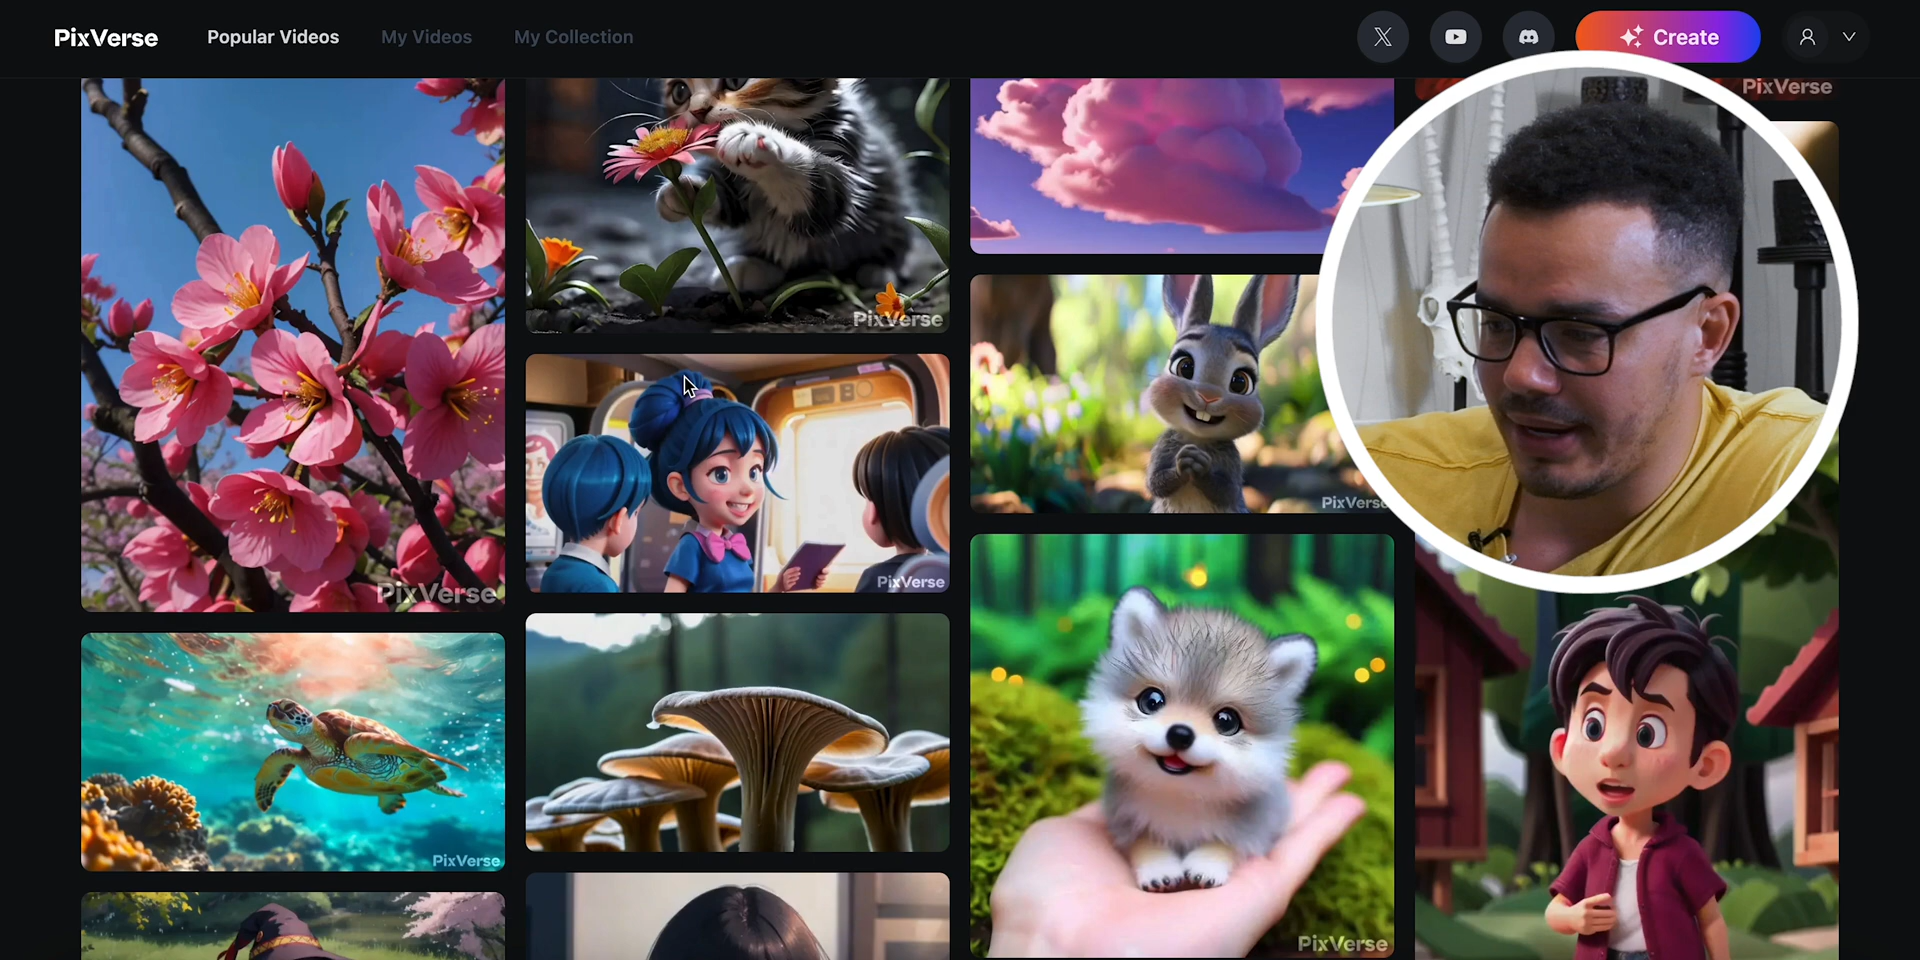 PixVerse
Popular Videos
My Videos
My Collection
Create
PixVerse
PixVerse
PixVerse
PixVerse
PixVerse
PixVerse
PixVerse